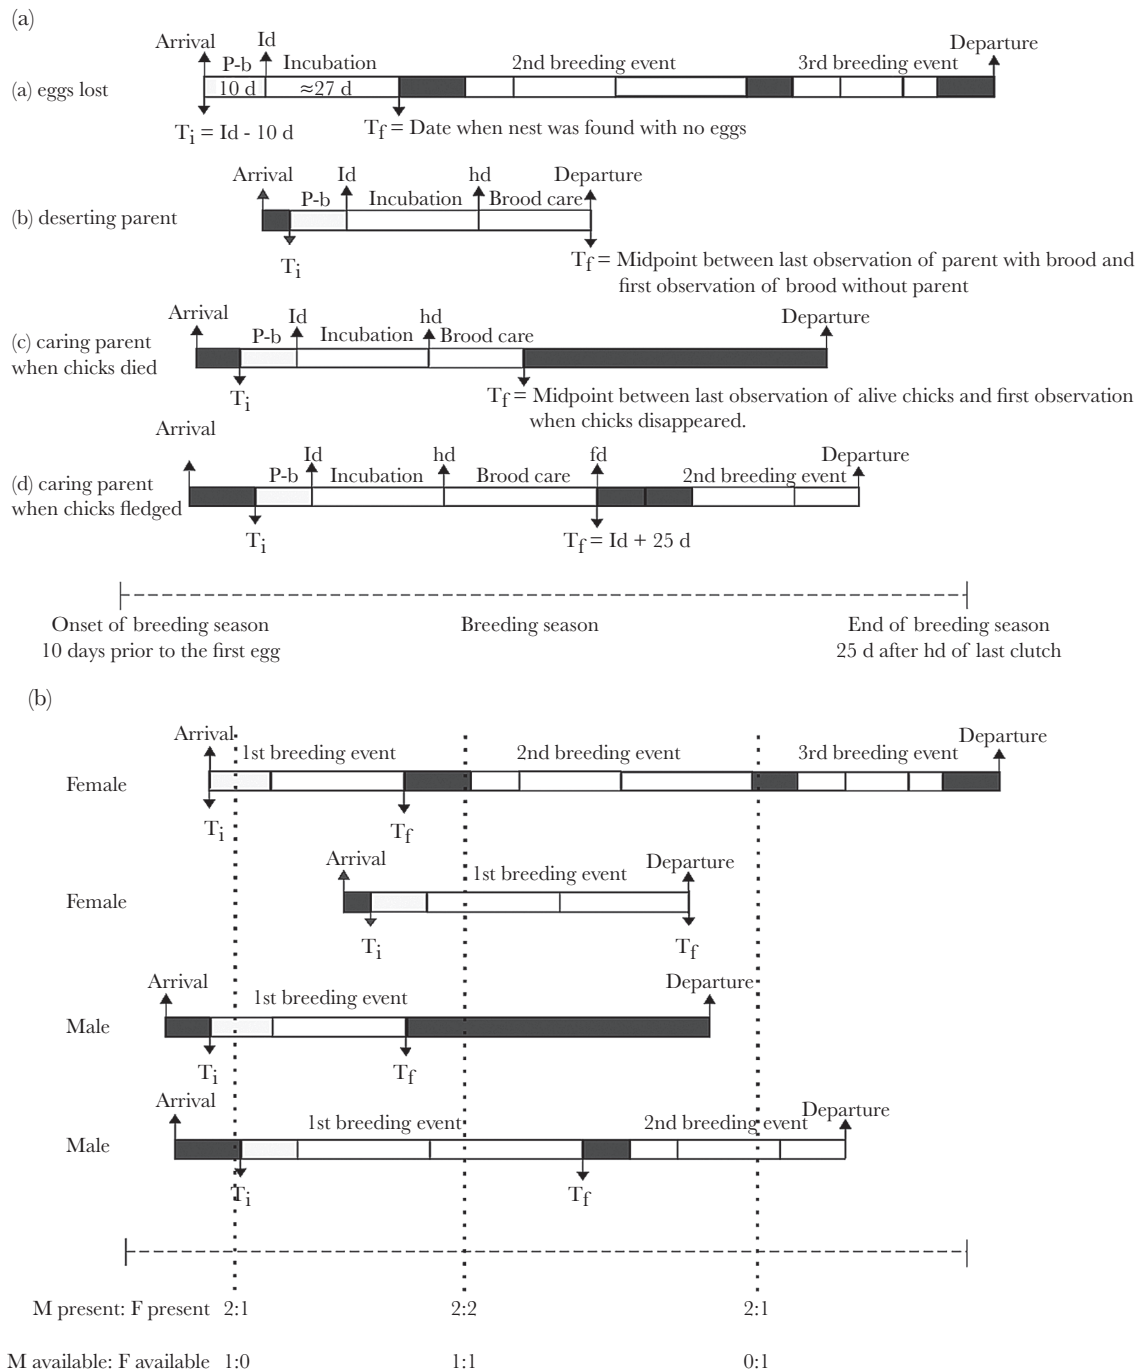 (a)
Arrival Id Departure
P-b Incubation 2nd breeding event 3rd breeding event
(a) eggs lost 10 d ≈27 d
Ti = Id - 10 d Tf = Date when nest was found with no eggs
Arrival Id hd Departure
P-b Incubation Brood care
(b) deserting parent
Ti Tf = Midpoint between last observation of parent with brood and
first observation of brood without parent
Arrival Id hd Departure
P-b Incubation Brood care
(c) caring parent
when chicks died
Ti Tf = Midpoint between last observation of alive chicks and first observation
when chicks disappeared.
Arrival
Id hd fd Departure
P-b Incubation Brood care 2nd breeding event
(d) caring parent
when chicks fledged
Ti Tf = Id + 25 d
Onset of breeding season Breeding season End of breeding season
10 days prior to the first egg 25 d after hd of last clutch
(b)
Arrival Departure
1st breeding event 2nd breeding event 3rd breeding event
Female
Ti Tf
Arrival Departure
1st breeding event
Female
Ti Tf
Arrival Departure
1st breeding event
Male
Ti Tf
Arrival Departure
1st breeding event 2nd breeding event
Male
Ti Tf
M present: F present 2:1 2:2 2:1
M available: F available 1:0 1:1 0:1